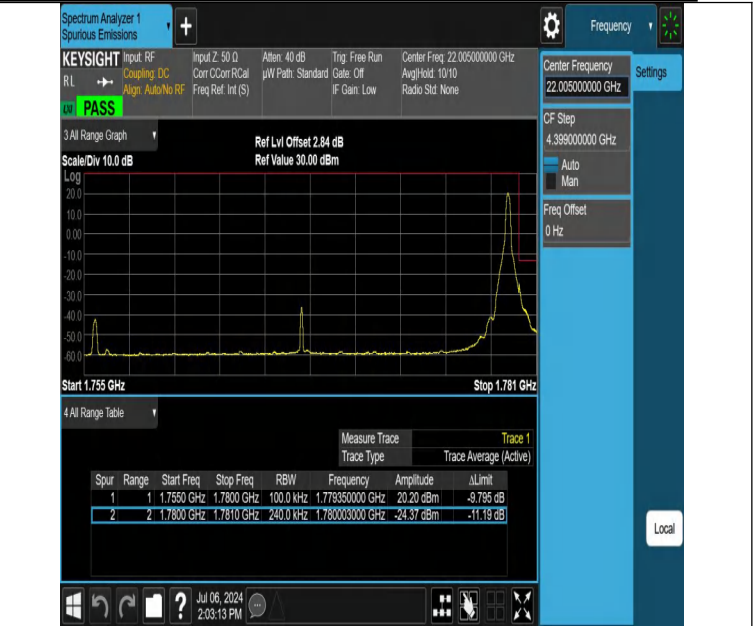 Spectrum Analyzer 1
Spurious Emissions
Frequency
KEYSIGHT Input: RF Input Z: 50 Ω Atten: 40 dB Trig: Free Run Center Freq: 22.005000000 GHz
RL Coupling: DC Corr CCorr RCal µW Path: Standard Gate: Off Avg|Hold: 10/10
Align: Auto/No RF Freq Ref: Int (S) IF Gain: Low Radio Std: None
PASS
Center Frequency
22.005000000 GHz
Settings
CF Step
4.399000000 GHz
Auto
Man
Freq Offset
0 Hz
3 All Range Graph
Ref Lvl Offset 2.84 dB
Scale/Div 10.0 dB Ref Value 30.00 dBm
Log
20.0
10.0
0.00
-10.0
-20.0
-30.0
-40.0
-50.0
-60.0
Start 1.755 GHz Stop 1.781 GHz
4 All Range Table
Measure Trace Trace 1
Trace Type Trace Average (Active)
Spur Range Start Freq Stop Freq RBW Frequency Amplitude ΔLimit
1 1 1.7550 GHz 1.7800 GHz 100.0 kHz 1.779350000 GHz 20.20 dBm -9.795 dB
2 2 1.7800 GHz 1.7810 GHz 240.0 kHz 1.780003000 GHz -24.37 dBm -11.19 dB
Local
Jul 06, 2024
2:03:13 PM